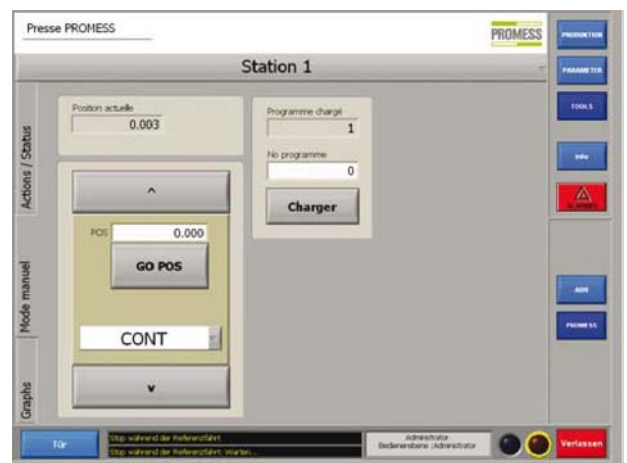 Presse PROMESS
PROMESS
PRODUKTION
Station 1
PARAMETER
TOOLS
Info
ALARMES
ADS
PROMESS
Actions / Status
Mode manuel
Graphs
Position actuelle
0.003
^
POS 0.000
GO POS
CONT
v
Programme chargé
1
No programme
0
Charger
Tür
Stop während der Referenzfahrt
Stop während der Referenzfahrt: Warten...
Administrator
Bedienerebene :Administrator
Verlassen